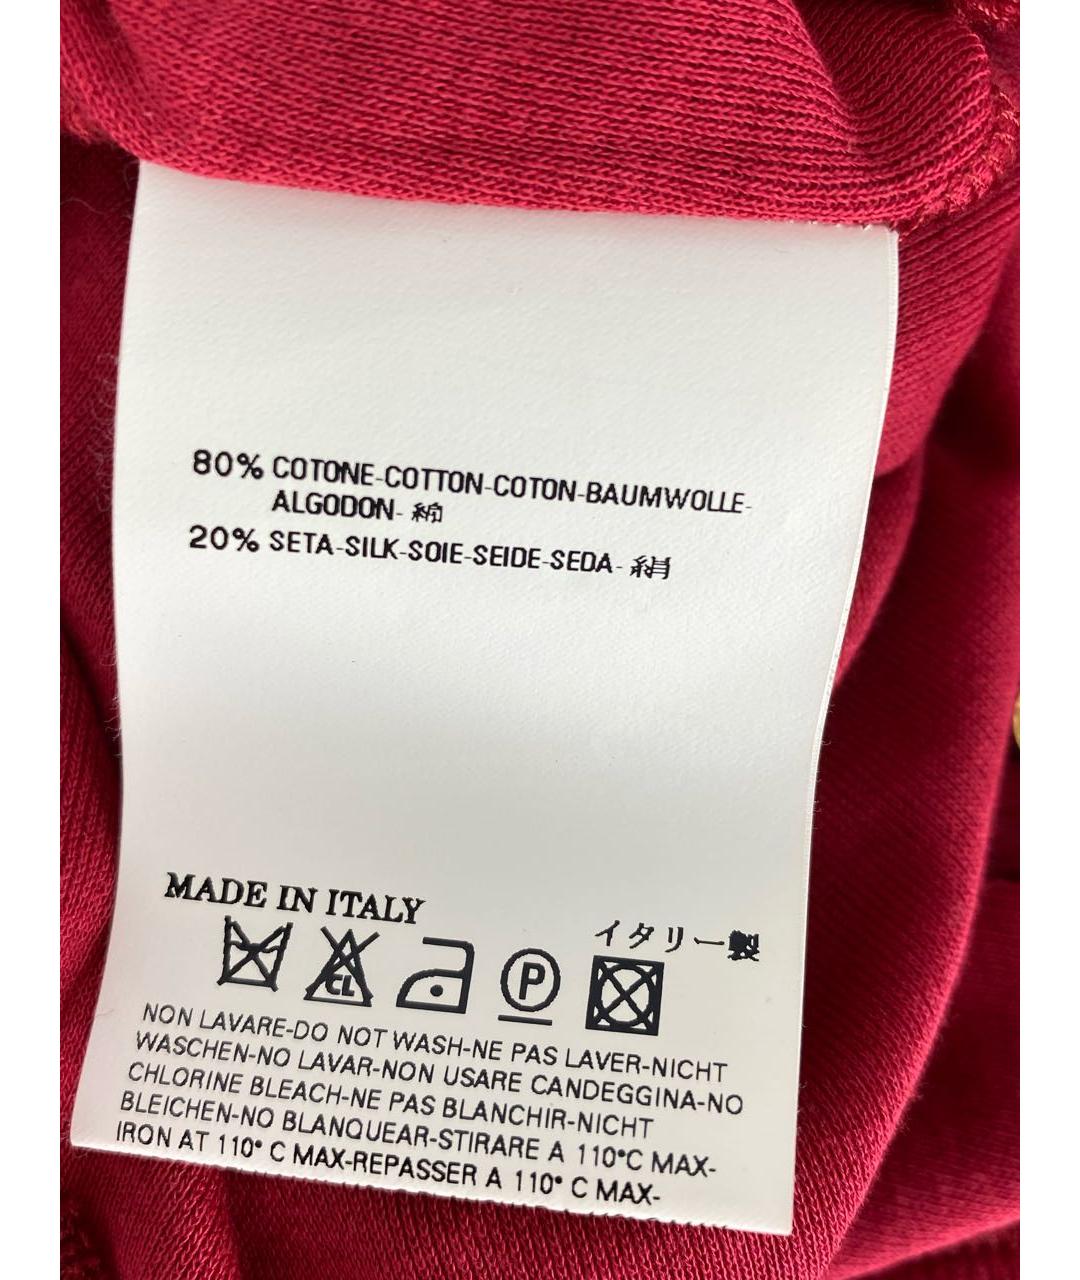 80% COTONE-COTTON-COTON-BAUMWOLLE-
ALGODON- 綿
20% SETA-SILK-SOIE-SEIDE-SEDA- 絹
MADE IN ITALY
イタリー製
CL
P
NON LAVARE-DO NOT WASH-NE PAS LAVER-NICHT
WASCHEN-NO LAVAR-NON USARE CANDEGGINA-NO
CHLORINE BLEACH-NE PAS BLANCHIR-NICHT
BLEICHEN-NO BLANQUEAR-STIRARE A 110°C MAX-
IRON AT 110° C MAX-REPASSER A 110° C MAX-